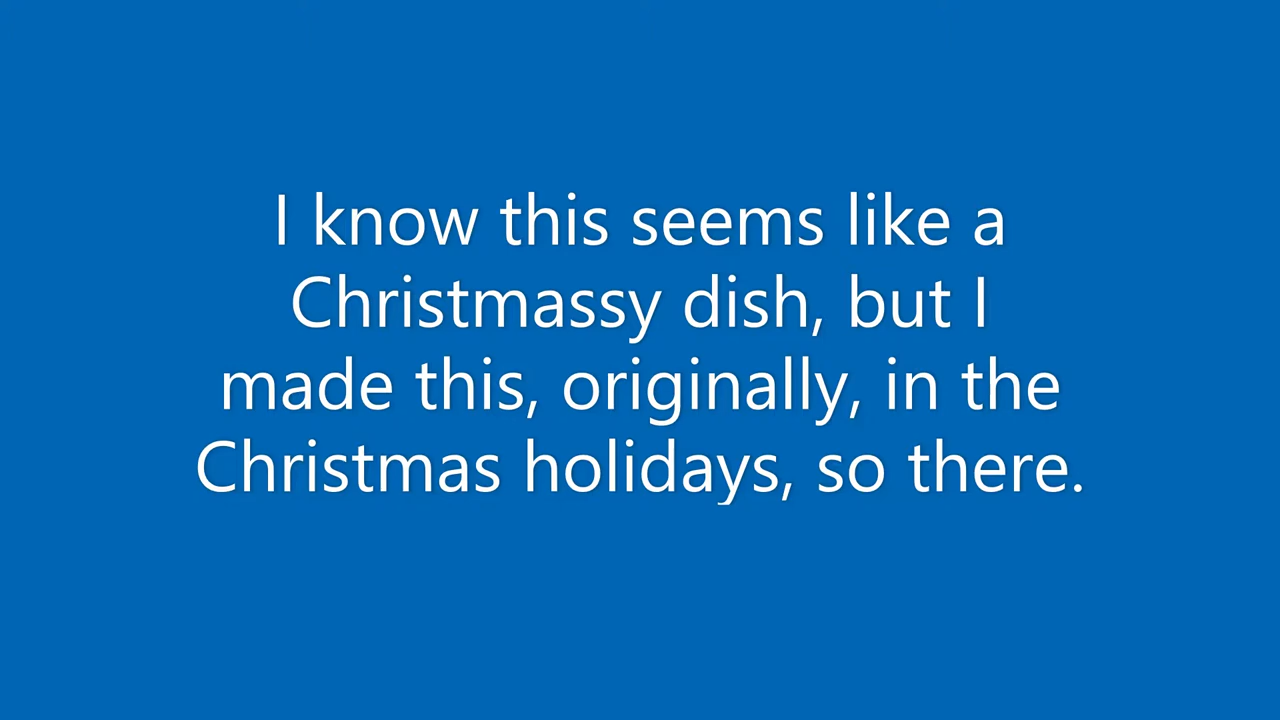 I know this seems like a
Christmassy dish, but I
made this, originally, in the
Christmas holidays, so there.